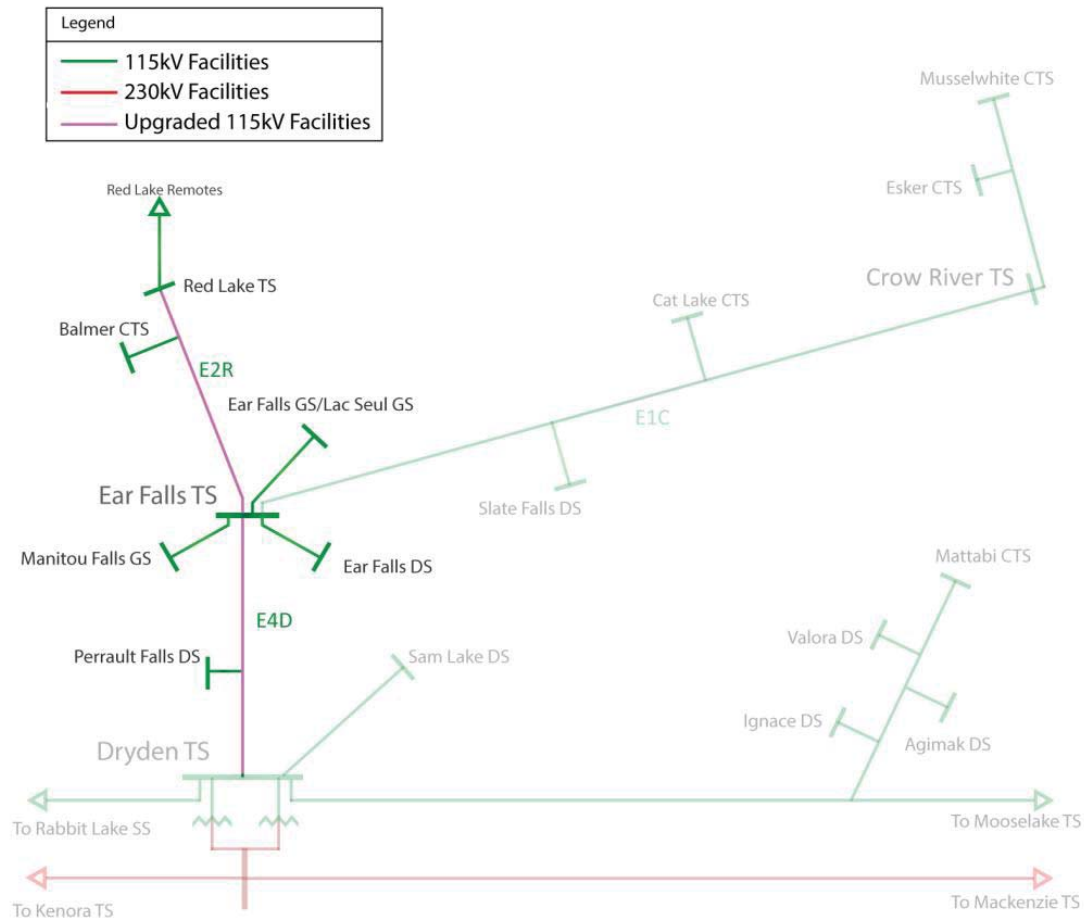 Legend
115kV Facilities
230kV Facilities
Upgraded 115kV Facilities
Musselwhite CTS
Esker CTS
Red Lake Remotes
Crow River TS
Red Lake TS
Cat Lake CTS
Balmer CTS
E2R
Ear Falls GS/Lac Seul GS
E1C
Ear Falls TS
Slate Falls DS
Manitou Falls GS
Ear Falls DS
Mattabi CTS
E4D
Valora DS
Perrault Falls DS
Sam Lake DS
Ignace DS
Agimak DS
Dryden TS
To Rabbit Lake SS
To Mooselake TS
To Kenora TS
To Mackenzie TS